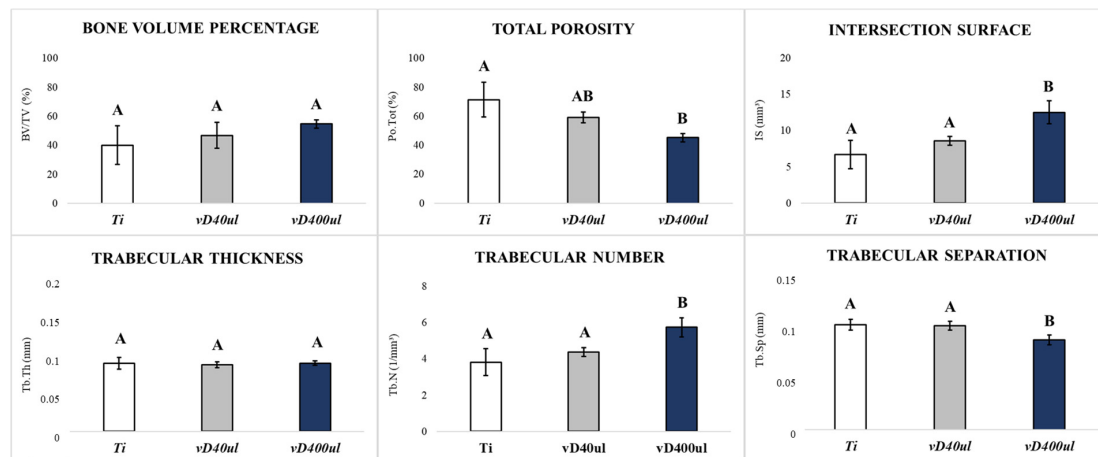 BONE VOLUME PERCENTAGE
BV/TV (%)
100
80
60
40
20
0
A
A
A
Ti
vD40ul
vD400ul
TOTAL POROSITY
Po.Tot (%)
100
80
60
40
20
0
A
AB
B
Ti
vD40ul
vD400ul
INTERSECTION SURFACE
IS (mm²)
20
15
10
5
0
A
A
B
Ti
vD40ul
vD400ul
TRABECULAR THICKNESS
Tb.Th (mm)
0.2
0.15
0.1
0.05
0
A
A
A
Ti
vD40ul
vD400ul
TRABECULAR NUMBER
Tb.N (1/mm³)
8
6
4
2
0
A
A
B
Ti
vD40ul
vD400ul
TRABECULAR SEPARATION
Tb.Sp (mm)
0.15
0.1
0.05
0
A
A
B
Ti
vD40ul
vD400ul